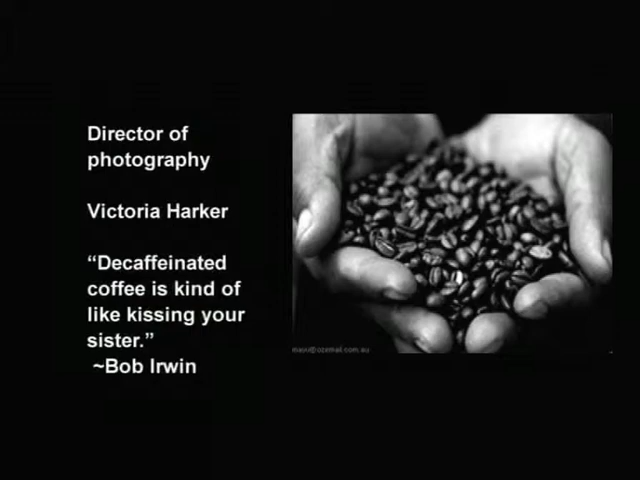 Director of
photography
Victoria Harker
“Decaffeinated
coffee is kind of
like kissing your
sister.”
~Bob Irwin